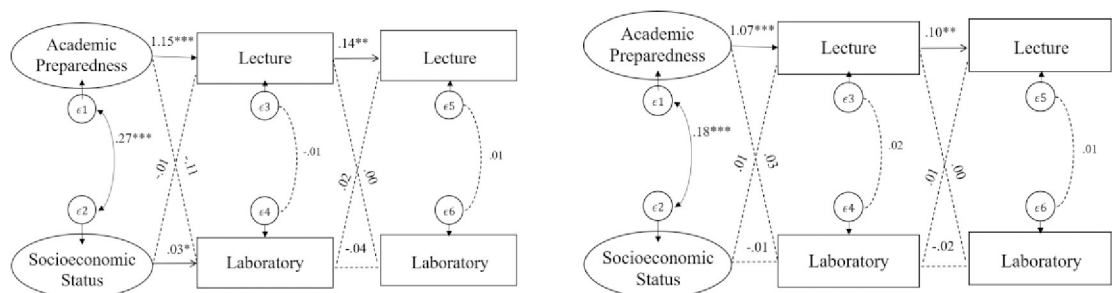 Academic
Preparedness
1.15***
Lecture
.14**
Lecture
ϵ1
ϵ3
ϵ5
.27***
-.01
-.11
-.01
.02
.00
.01
ϵ2
ϵ4
ϵ6
Socioeconomic
Status
.03*
Laboratory
-.04
Laboratory
Academic
Preparedness
1.07***
Lecture
.10**
Lecture
ϵ1
ϵ3
ϵ5
.18***
.01
.03
.02
.01
.00
.01
ϵ2
ϵ4
ϵ6
Socioeconomic
Status
-.01
Laboratory
-.02
Laboratory